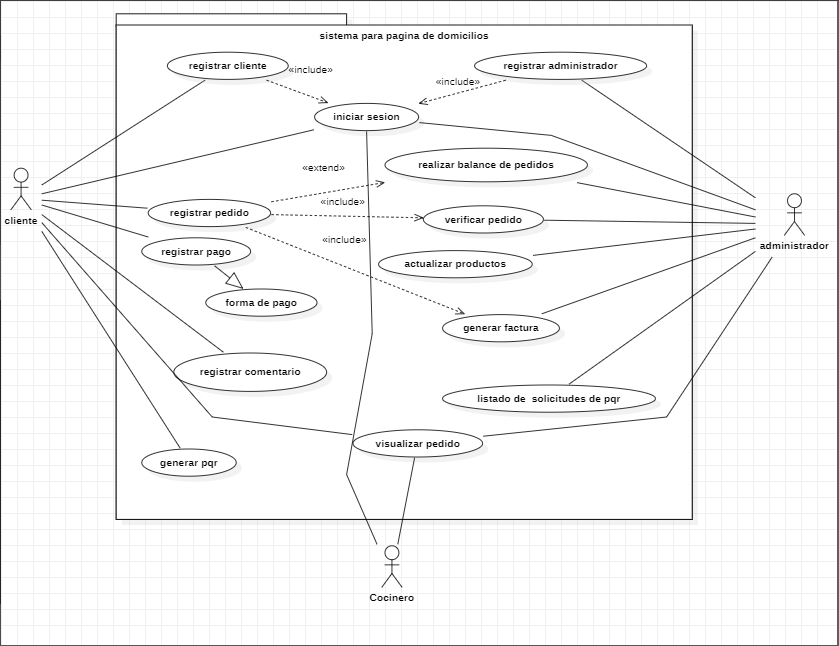 sistema para pagina de domicilios
registrar cliente
«include»
registrar administrador
«include»
iniciar sesion
realizar balance de pedidos
«extend»
registrar pedido
«include»
verificar pedido
cliente
administrador
registrar pago
«include»
actualizar productos
forma de pago
generar factura
registrar comentario
listado de  solicitudes de pqr
visualizar pedido
generar pqr
Cocinero